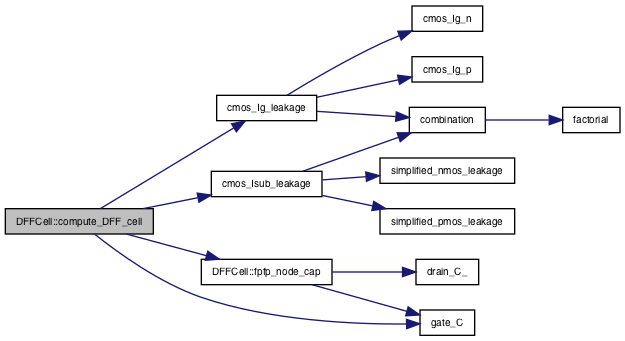 cmos_Ig_n
cmos_Ig_p
cmos_Ig_leakage
combination
factorial
simplified_nmos_leakage
cmos_Isub_leakage
simplified_pmos_leakage
DFFCell::compute_DFF_cell
DFFCell::fpfp_node_cap
drain_C_
gate_C